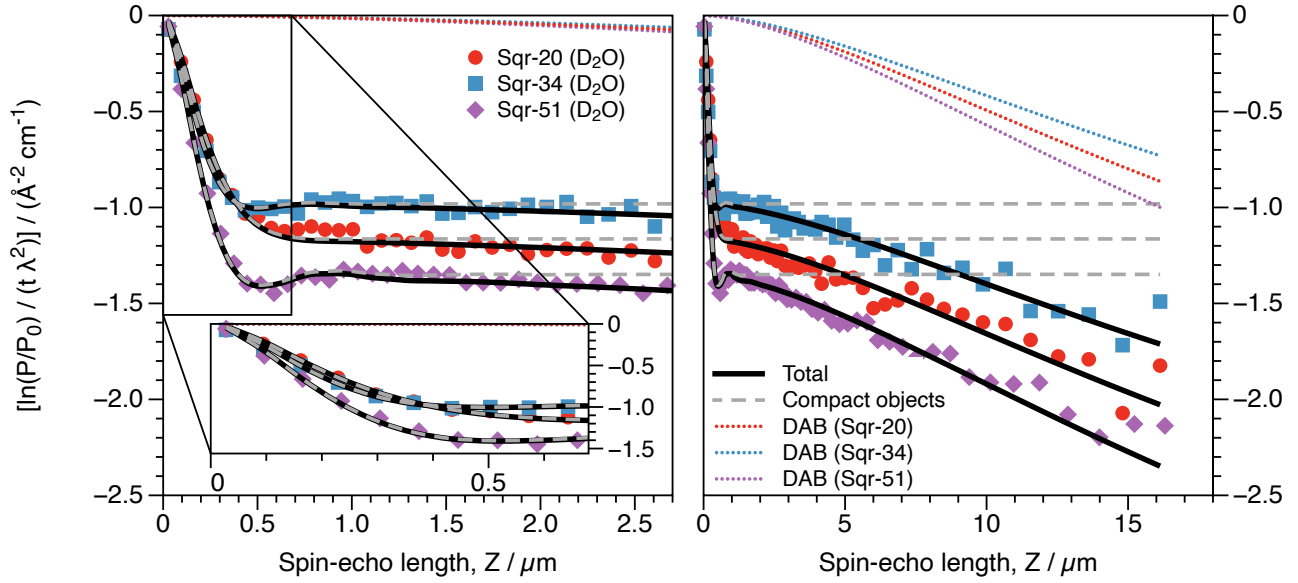 [ln(P/P₀) / (t λ²)] / (Å⁻² cm⁻¹)
0
−0.5
−1.0
−1.5
−2.0
−2.5
Sqr-20 (D₂O)
Sqr-34 (D₂O)
Sqr-51 (D₂O)
0
−0.5
−1.0
−1.5
0
0.5
0
0.5
1.0
1.5
2.0
2.5
Spin-echo length, Z / μm
Total
Compact objects
DAB (Sqr-20)
DAB (Sqr-34)
DAB (Sqr-51)
0
−0.5
−1.0
−1.5
−2.0
−2.5
0
5
10
15
Spin-echo length, Z / μm